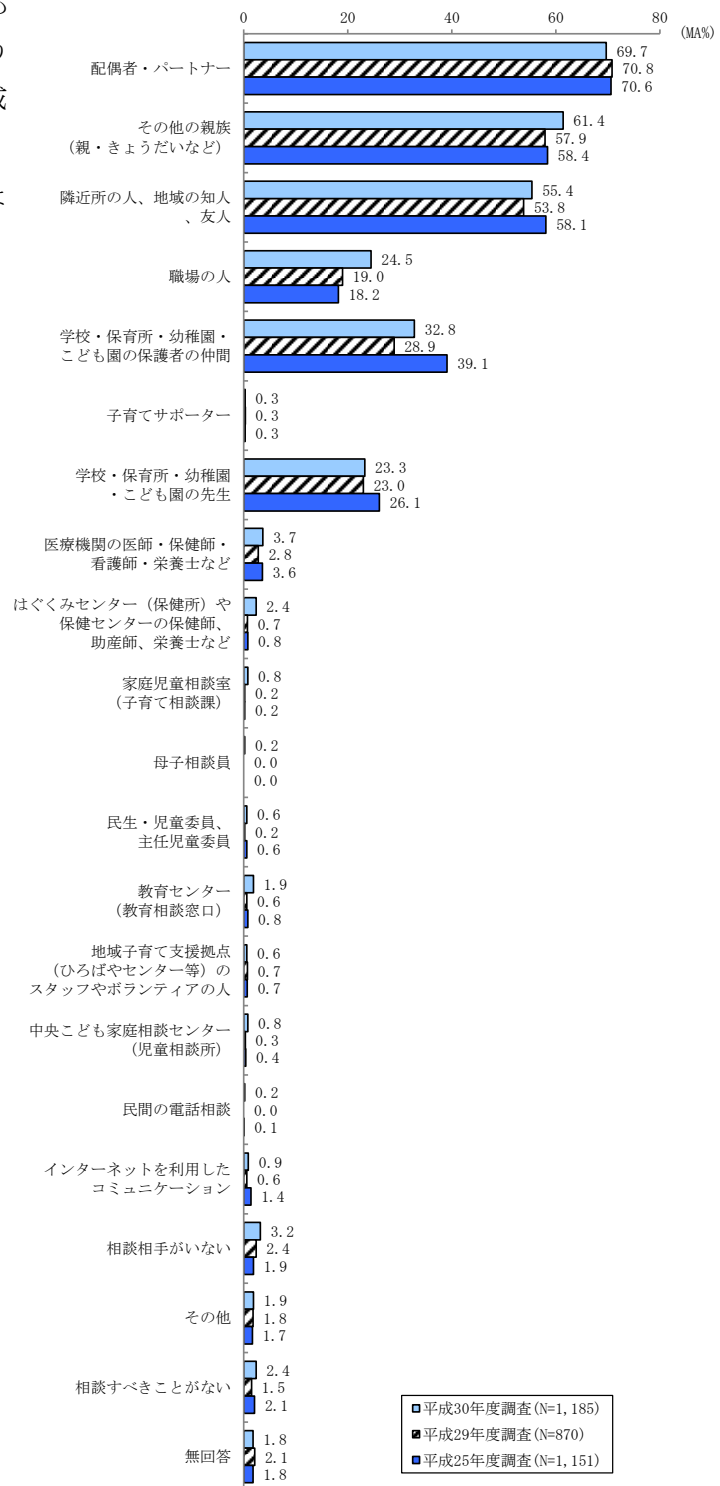 0
20
40
60
80
(MA%)
配偶者・パートナー
69.7
70.8
70.6
その他の親族
(親・きょうだいなど)
61.4
57.9
58.4
隣近所の人、地域の知人
、友人
55.4
53.8
58.1
職場の人
24.5
19.0
18.2
学校・保育所・幼稚園・
こども園の保護者の仲間
32.8
28.9
39.1
子育てサポーター
0.3
0.3
0.3
学校・保育所・幼稚園
・こども園の先生
23.3
23.0
26.1
医療機関の医師・保健師・
看護師・栄養士など
3.7
2.8
3.6
はぐくみセンター(保健所)や
保健センターの保健師、
助産師、栄養士など
2.4
0.7
0.8
家庭児童相談室
(子育て相談課)
0.8
0.2
0.2
母子相談員
0.2
0.0
0.0
民生・児童委員、
主任児童委員
0.6
0.2
0.6
教育センター
(教育相談窓口)
1.9
0.6
0.8
地域子育て支援拠点
(ひろばやセンター等)の
スタッフやボランティアの人
0.6
0.7
0.7
中央こども家庭相談センター
(児童相談所)
0.8
0.3
0.4
民間の電話相談
0.2
0.0
0.1
インターネットを利用した
コミュニケーション
0.9
0.6
1.4
相談相手がいない
3.2
2.4
1.9
その他
1.9
1.8
1.7
相談すべきことがない
2.4
1.5
2.1
無回答
1.8
2.1
1.8
平成30年度調査(N=1,185)
平成29年度調査(N=870)
平成25年度調査(N=1,151)